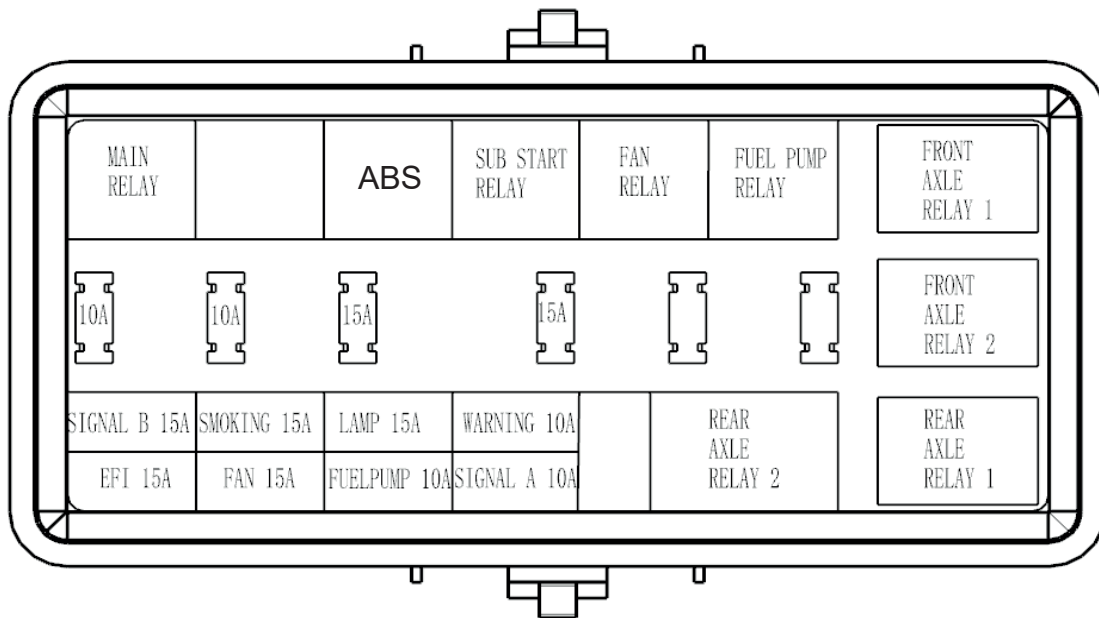 MAIN
RELAY
ABS
SUB START
RELAY
FAN
RELAY
FUEL PUMP
RELAY
FRONT
AXLE
RELAY 1
10A
10A
15A
15A
FRONT
AXLE
RELAY 2
SIGNAL B 15A
SMOKING 15A
LAMP 15A
WARNING 10A
EFI 15A
FAN 15A
FUELPUMP 10A
SIGNAL A 10A
REAR
AXLE
RELAY 2
REAR
AXLE
RELAY 1